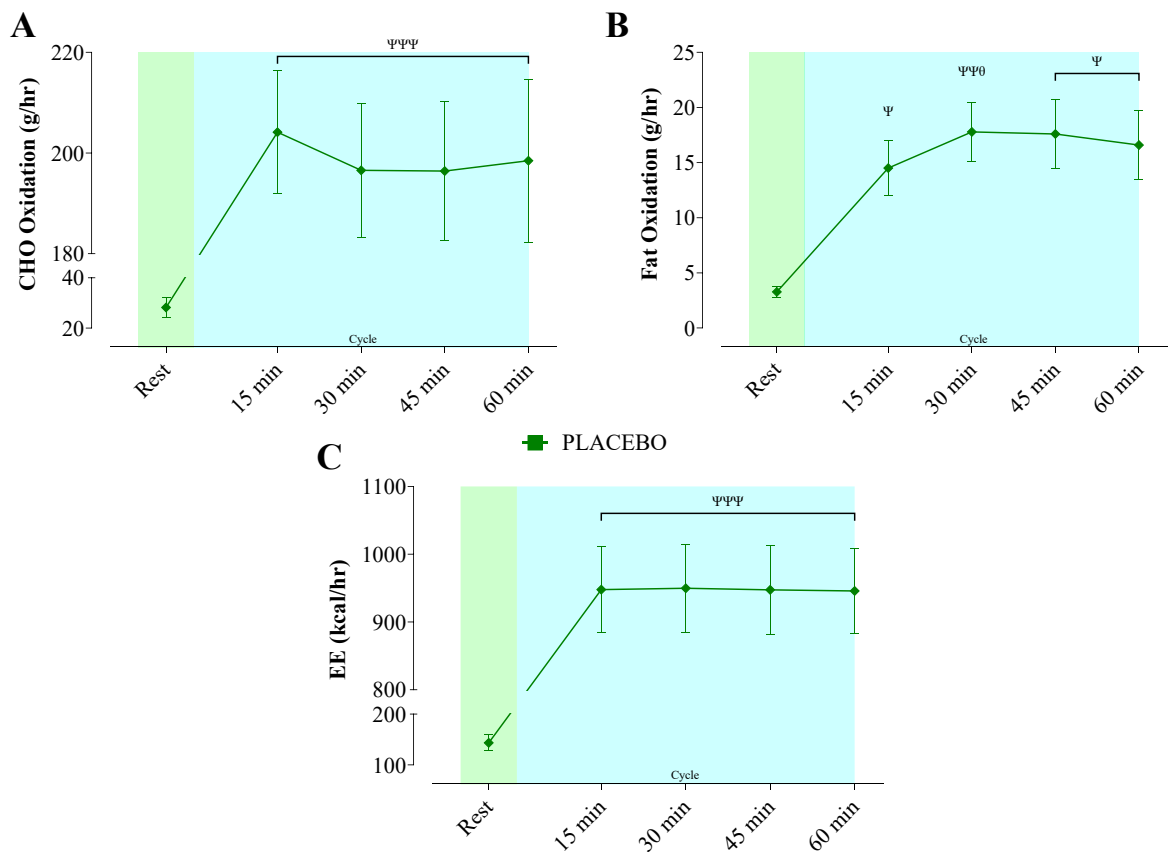 A
CHO Oxidation (g/hr)
220
200
180
40
20
ΨΨΨ
Cycle
Rest
15 min
30 min
45 min
60 min
B
Fat Oxidation (g/hr)
25
20
15
10
5
0
Ψ
ΨΨθ
Ψ
Cycle
Rest
15 min
30 min
45 min
60 min
PLACEBO
C
EE (kcal/hr)
1100
1000
900
800
200
100
ΨΨΨ
Cycle
Rest
15 min
30 min
45 min
60 min